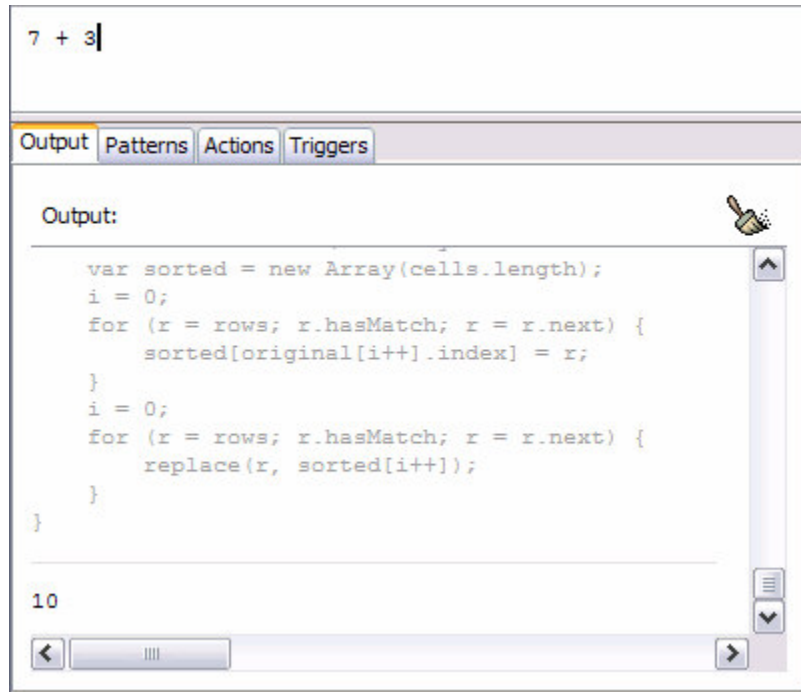 7 + 3
Output Patterns Actions Triggers
Output:
    var sorted = new Array(cells.length);
    i = 0;
    for (r = rows; r.hasMatch; r = r.next) {
        sorted[original[i++].index] = r;
    }
    i = 0;
    for (r = rows; r.hasMatch; r = r.next) {
        replace(r, sorted[i++]);
    }
}
10